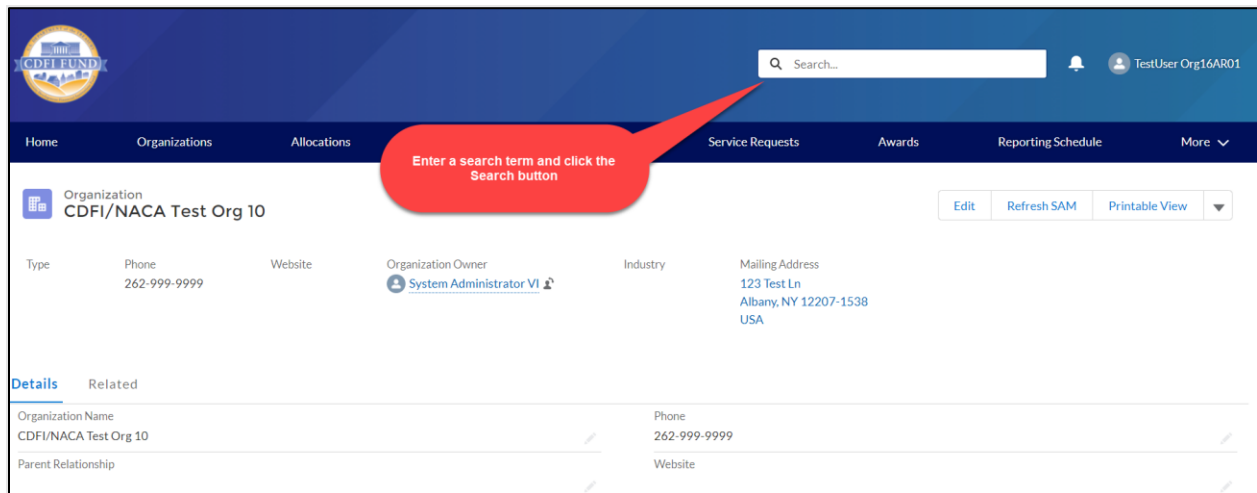 CDFI FUND
Search...
TestUser Org16AR01
Home Organizations Allocations Service Requests Awards Reporting Schedule More
Enter a search term and click the
Search button
Organization
CDFI/NACA Test Org 10
Edit Refresh SAM Printable View
Type Phone Website Organization Owner Industry Mailing Address
262-999-9999 System Administrator VI 123 Test Ln
Albany, NY 12207-1538
USA
Details Related
Organization Name Phone
CDFI/NACA Test Org 10 262-999-9999
Parent Relationship Website